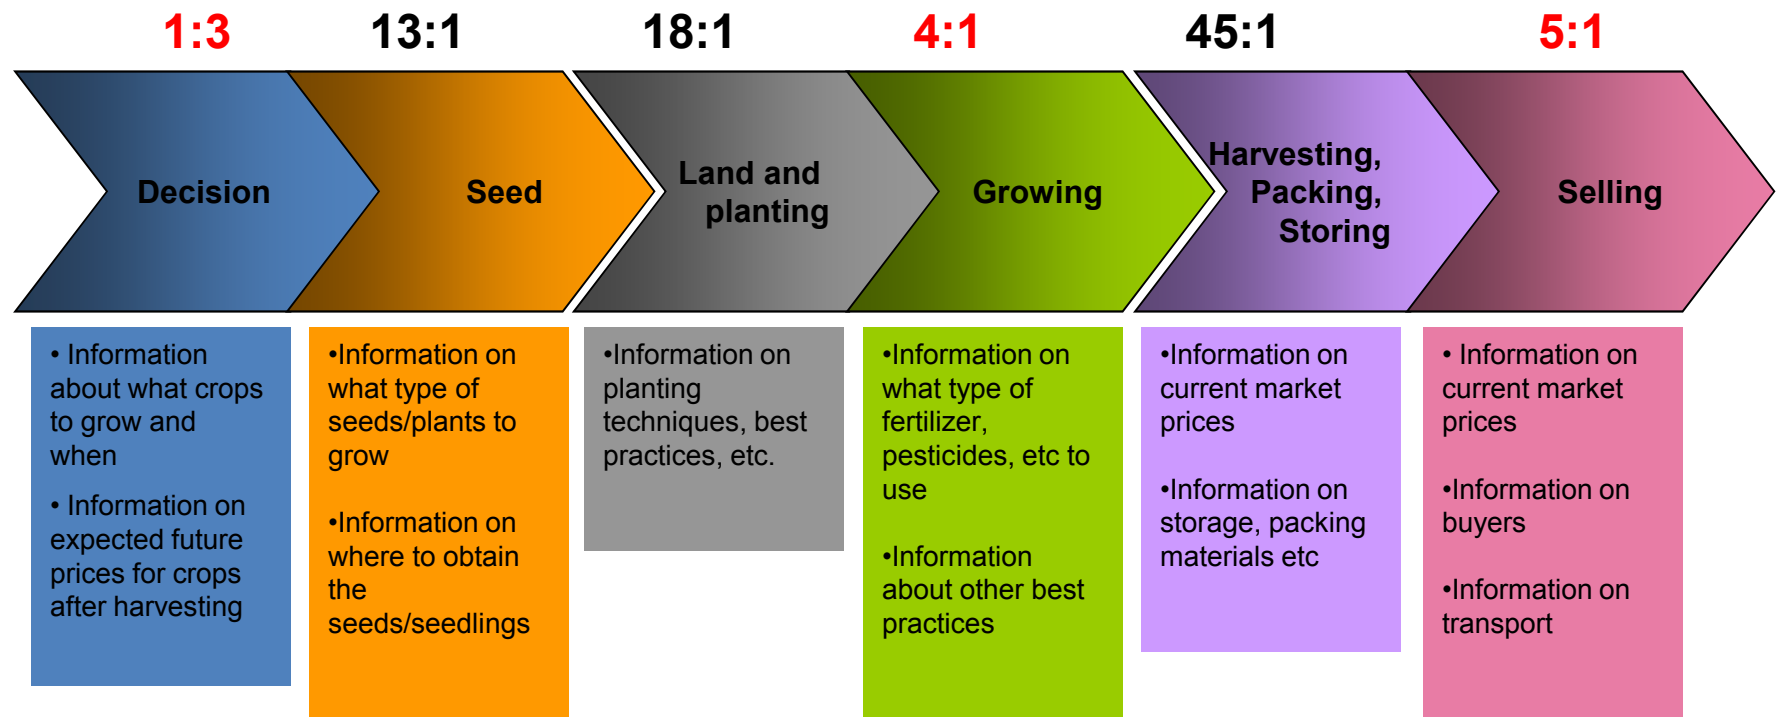 1:3
13:1
18:1
4:1
45:1
5:1
Decision
Seed
Land and
planting
Growing
Harvesting,
Packing,
Storing
Selling
• Information
about what crops
to grow and
when
• Information on
expected future
prices for crops
after harvesting
•Information on
what type of
seeds/plants to
grow
•Information on
where to obtain
the
seeds/seedlings
•Information on
planting
techniques, best
practices, etc.
•Information on
what type of
fertilizer,
pesticides, etc to
use
•Information
about other best
practices
•Information on
current market
prices
•Information on
storage, packing
materials etc
• Information on
current market
prices
•Information on
buyers
•Information on
transport